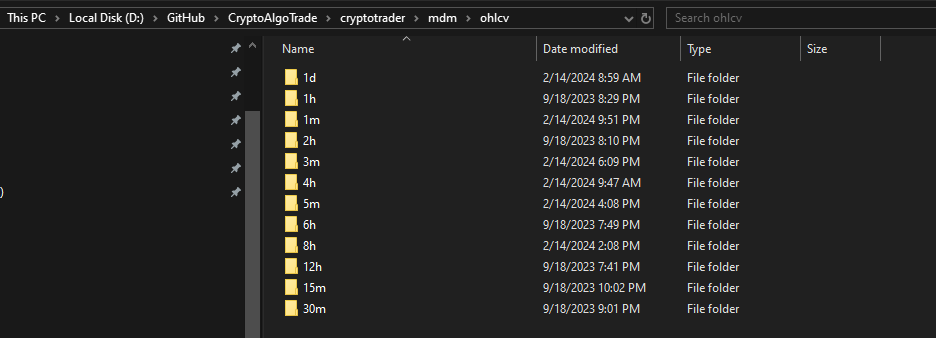 This PC > Local Disk (D:) > GitHub > CryptoAlgoTrade > cryptotrader > mdm > ohlcv Search ohlcv
Name Date modified Type Size
1d 2/14/2024 8:59 AM File folder
1h 9/18/2023 8:29 PM File folder
1m 2/14/2024 9:51 PM File folder
2h 9/18/2023 8:10 PM File folder
3m 2/14/2024 6:09 PM File folder
4h 2/14/2024 9:47 AM File folder
5m 2/14/2024 4:08 PM File folder
6h 9/18/2023 7:49 PM File folder
8h 2/14/2024 2:08 PM File folder
12h 9/18/2023 7:41 PM File folder
15m 9/18/2023 10:02 PM File folder
30m 9/18/2023 9:01 PM File folder
)